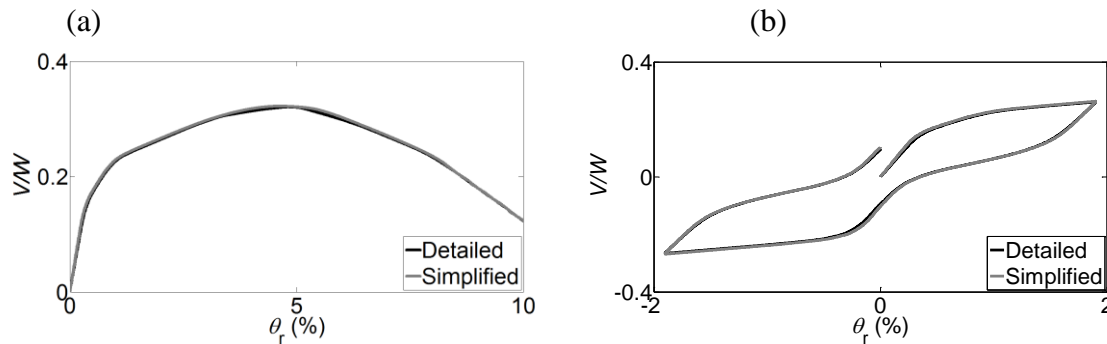 (a)
0.4
0.2
0
V/W
0
5
10
θr (%)
Detailed
Simplified
(b)
0.4
0
-0.4
V/W
-2
0
2
θr (%)
Detailed
Simplified